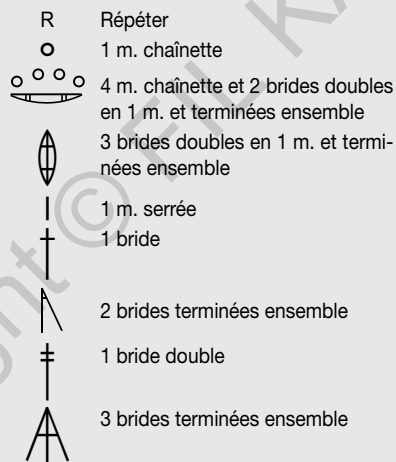 R Répéter
1 m. chaînette
4 m. chaînette et 2 brides doubles
en 1 m. et terminées ensemble
3 brides doubles en 1 m. et termi-
nées ensemble
1 m. serrée
1 bride
2 brides terminées ensemble
1 bride double
3 brides terminées ensemble